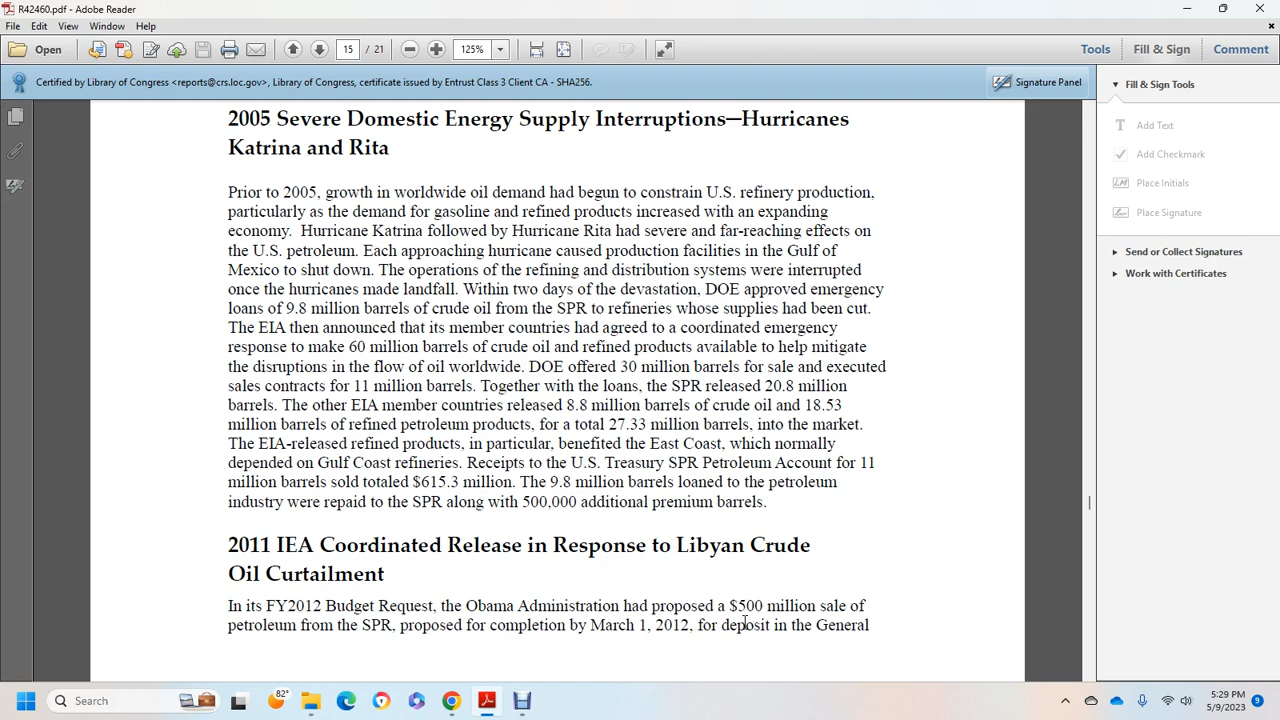 R42460.pdf - Adobe Reader
File Edit View Window Help
Open 15 / 21 125% Tools Fill & Sign Comment
Certified by Library of Congress <reports@crs.loc.gov>, Library of Congress, certificate issued by Entrust Class 3 Client CA - SHA256. Signature Panel
Fill & Sign Tools
Add Text
Add Checkmark
Place Initials
Place Signature
Send or Collect Signatures
Work with Certificates
2005 Severe Domestic Energy Supply Interruptions—Hurricanes
Katrina and Rita
Prior to 2005, growth in worldwide oil demand had begun to constrain U.S. refinery production,
particularly as the demand for gasoline and refined products increased with an expanding
economy. Hurricane Katrina followed by Hurricane Rita had severe and far-reaching effects on
the U.S. petroleum. Each approaching hurricane caused production facilities in the Gulf of
Mexico to shut down. The operations of the refining and distribution systems were interrupted
once the hurricanes made landfall. Within two days of the devastation, DOE approved emergency
loans of 9.8 million barrels of crude oil from the SPR to refineries whose supplies had been cut.
The EIA then announced that its member countries had agreed to a coordinated emergency
response to make 60 million barrels of crude oil and refined products available to help mitigate
the disruptions in the flow of oil worldwide. DOE offered 30 million barrels for sale and executed
sales contracts for 11 million barrels. Together with the loans, the SPR released 20.8 million
barrels. The other EIA member countries released 8.8 million barrels of crude oil and 18.53
million barrels of refined petroleum products, for a total 27.33 million barrels, into the market.
The EIA-released refined products, in particular, benefited the East Coast, which normally
depended on Gulf Coast refineries. Receipts to the U.S. Treasury SPR Petroleum Account for 11
million barrels sold totaled $615.3 million. The 9.8 million barrels loaned to the petroleum
industry were repaid to the SPR along with 500,000 additional premium barrels.
2011 IEA Coordinated Release in Response to Libyan Crude
Oil Curtailment
In its FY2012 Budget Request, the Obama Administration had proposed a $500 million sale of
petroleum from the SPR, proposed for completion by March 1, 2012, for deposit in the General
Search
82°
5:29 PM
5/9/2023
9